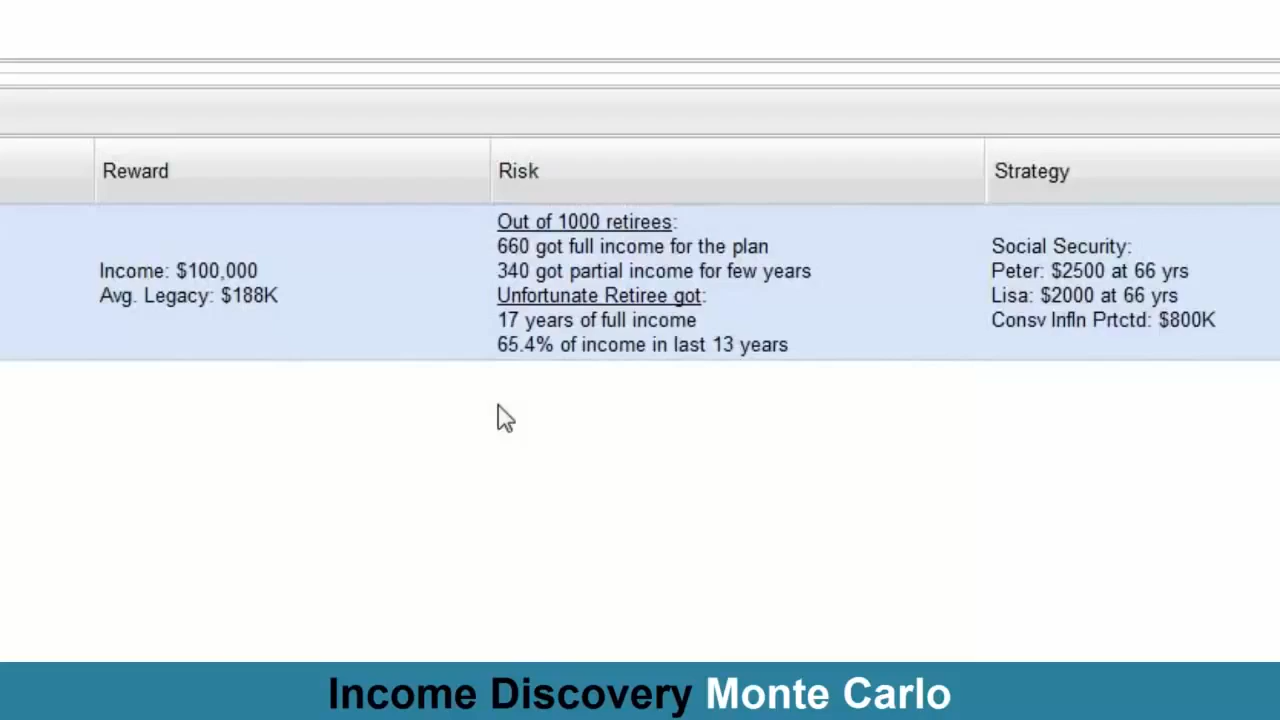 Reward
Risk
Strategy
Income: $100,000
Avg. Legacy: $188K
Out of 1000 retirees:
660 got full income for the plan
340 got partial income for few years
Unfortunate Retiree got:
17 years of full income
65.4% of income in last 13 years
Social Security:
Peter: $2500 at 66 yrs
Lisa: $2000 at 66 yrs
Consv Infln Prtctd: $800K
Income Discovery Monte Carlo